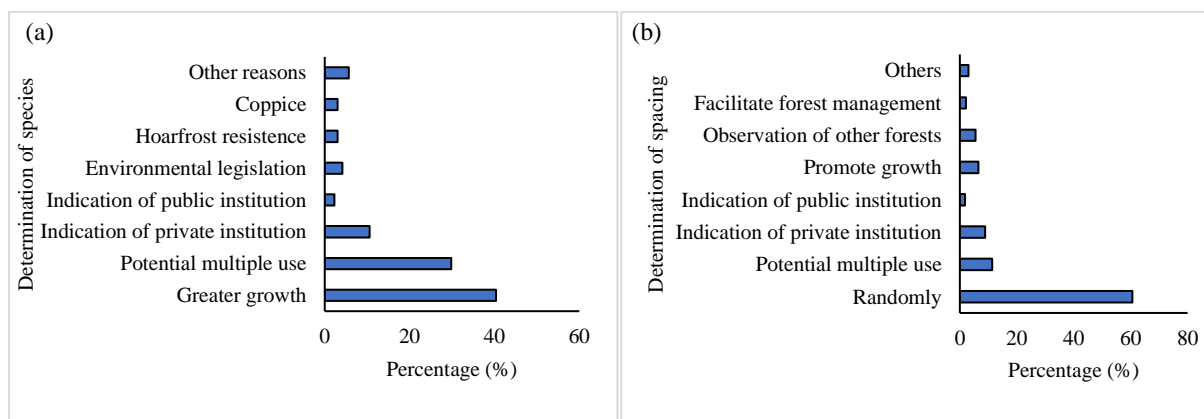 (a)
Determination of species
Other reasons
Coppice
Hoarfrost resistence
Environmental legislation
Indication of public institution
Indication of private institution
Potential multiple use
Greater growth
0 20 40 60
Percentage (%)
(b)
Determination of spacing
Others
Facilitate forest management
Observation of other forests
Promote growth
Indication of public institution
Indication of private institution
Potential multiple use
Randomly
0 20 40 60 80
Percentage (%)